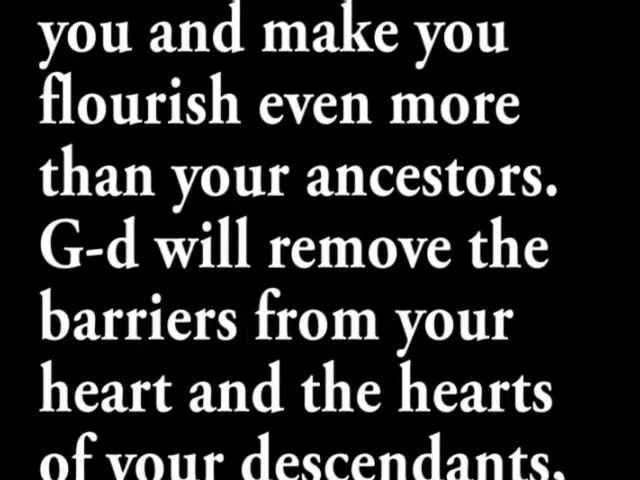 you and make you
flourish even more
than your ancestors.
G-d will remove the
barriers from your
heart and the hearts
of your descendants,